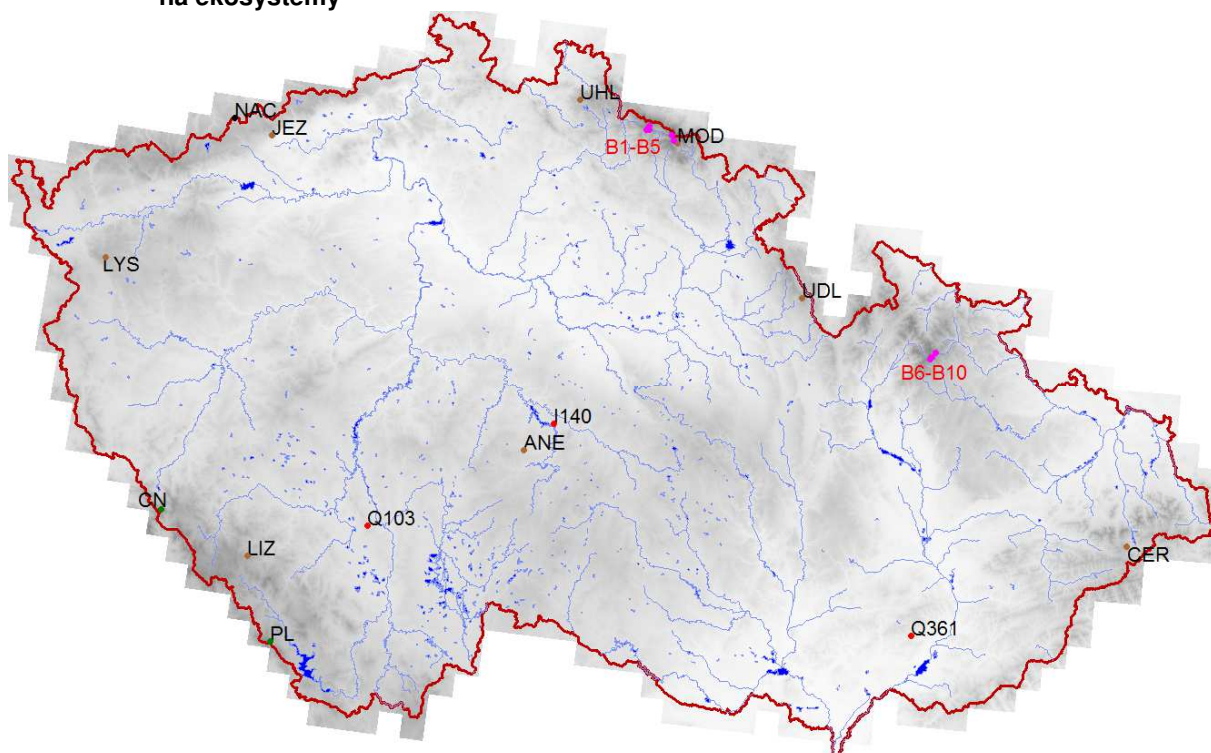 na ekosystémy
UHL
NAC
JEZ
MOD
B1-B5
LYS
UDL
B6-B10
J140
ANE
CN
Q103
LIZ
CER
Q361
PL